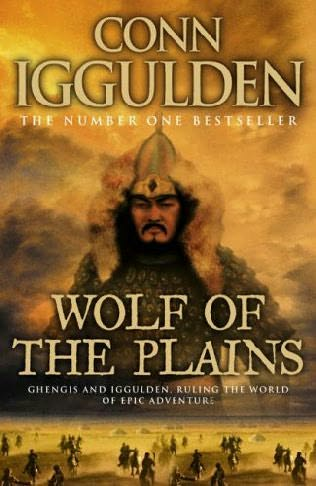 CONN
IGGULDEN
THE NUMBER ONE BESTSELLER
WOLF OF
THE PLAINS
GHENGIS AND IGGULDEN, RULING THE WORLD
OF EPIC ADVENTURE